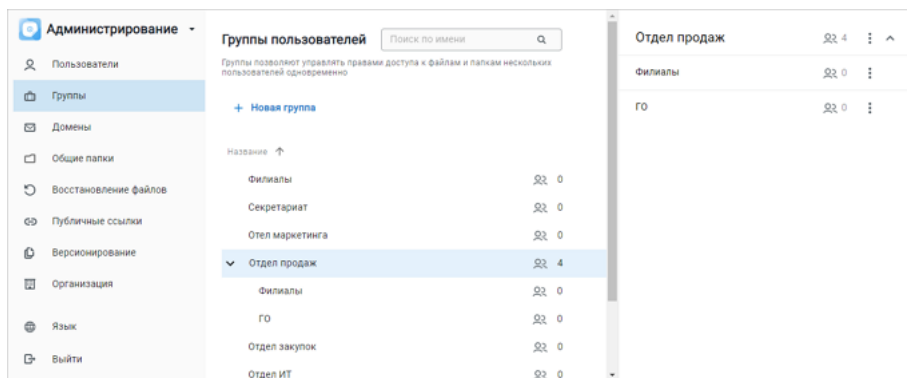 Администрирование
Пользователи
Группы
Домены
Общие папки
Восстановление файлов
Публичные ссылки
Версионирование
Организация
Язык
Выйти
Группы пользователей
Поиск по имени
Группы позволяют управлять правами доступа к файлам и папкам нескольких
пользователей одновременно
+ Новая группа
Название ↑
Филиалы 0
Секретариат 0
Отел маркетинга 0
Отдел продаж 4
Филиалы 0
ГО 0
Отдел закупок 0
Отдел ИТ 0
Отдел продаж 4
Филиалы 0
ГО 0